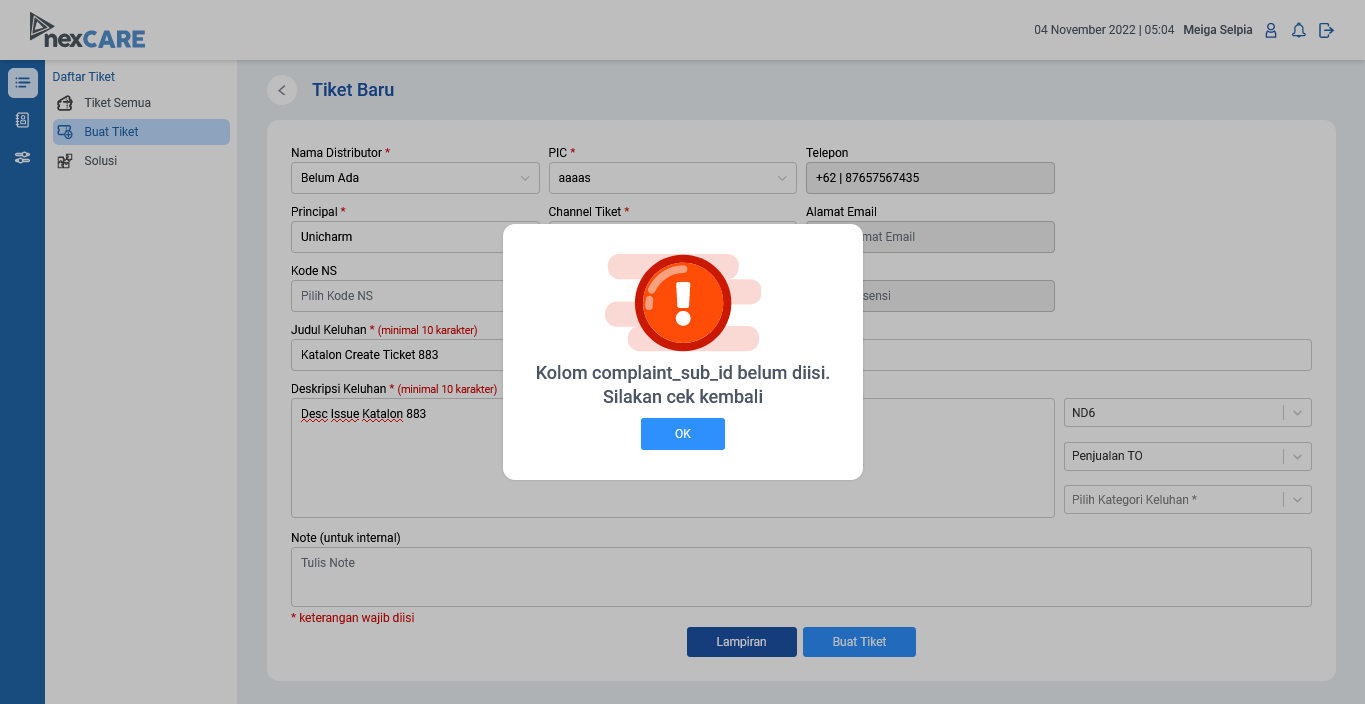 nexCARE
04 November 2022 | 05:04 Meiga Selpia
Daftar Tiket
Tiket Semua
Buat Tiket
Solusi
Tiket Baru
Nama Distributor * PIC * Telepon
Belum Ada aaaas +62 | 87657567435
Principal * Channel Tiket * Alamat Email
Unicharm Email
Kode NS
Pilih Kode NS
Judul Keluhan * (minimal 10 karakter)
Katalon Create Ticket 883
Deskripsi Keluhan * (minimal 10 karakter)
Desc Issue Katalon 883
ND6
Penjualan TO
Pilih Kategori Keluhan *
Kolom complaint_sub_id belum diisi.
Silakan cek kembali
OK
Note (untuk internal)
Tulis Note
* keterangan wajib diisi
Lampiran Buat Tiket